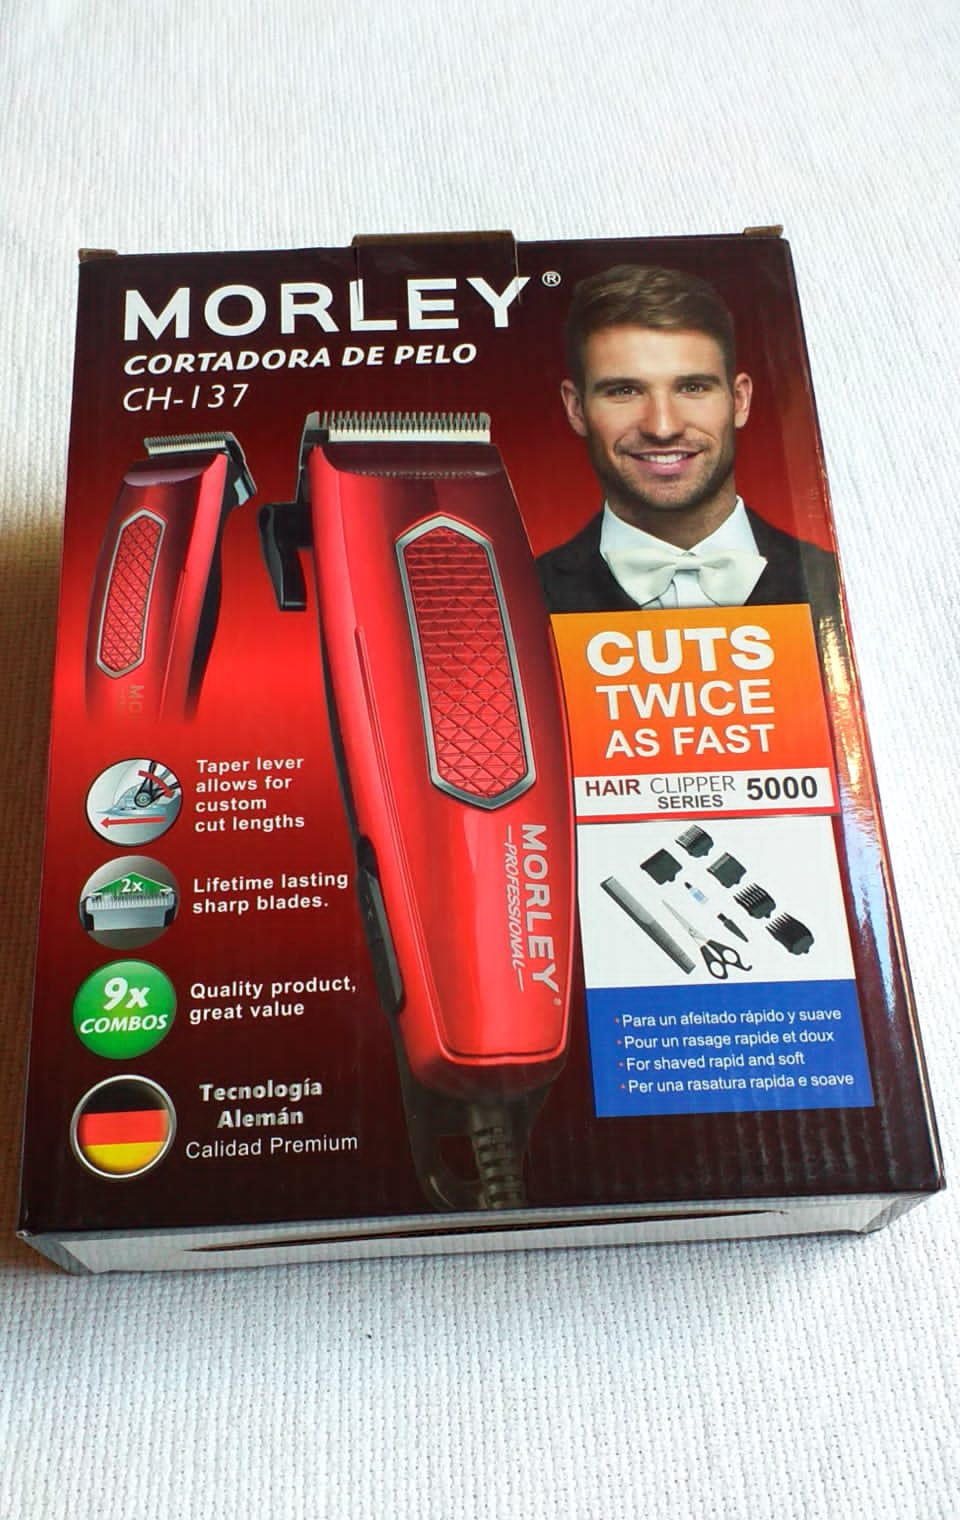 MORLEY®
CORTADORA DE PELO
CH-137
CUTS
TWICE
AS FAST
HAIR CLIPPER
SERIES 5000
Taper lever
allows for
custom
cut lengths
2x
Lifetime lasting
sharp blades.
9x
COMBOS
Quality product,
great value
Tecnología
Alemán
Calidad Premium
MO
MORLEY®
PROFESSIONAL
• Para un afeitado rápido y suave
• Pour un rasage rapide et doux
• For shaved rapid and soft
• Per una rasatura rapida e soave